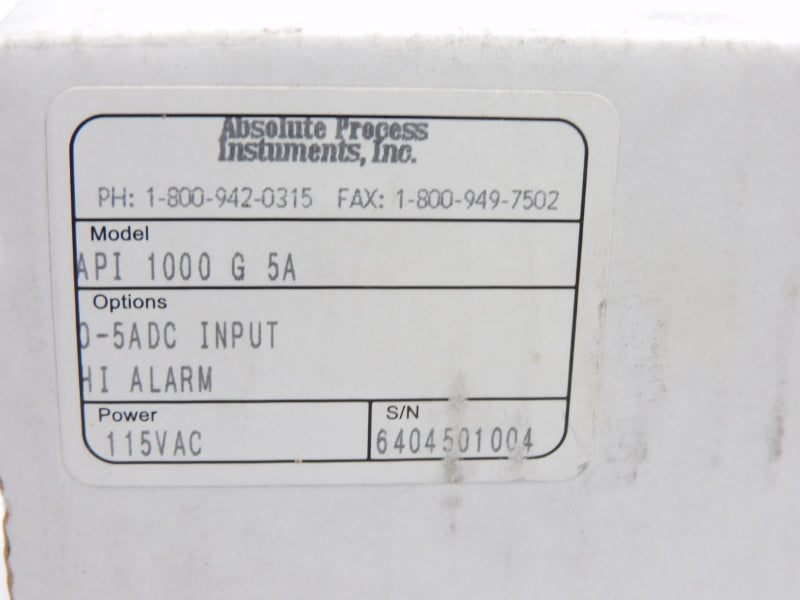 Absolute Process
Instuments, Inc.
PH: 1-800-942-0315 FAX: 1-800-949-7502
Model
API 1000 G 5A
Options
0-5ADC INPUT
HI ALARM
Power
115VAC
S/N
6404501004